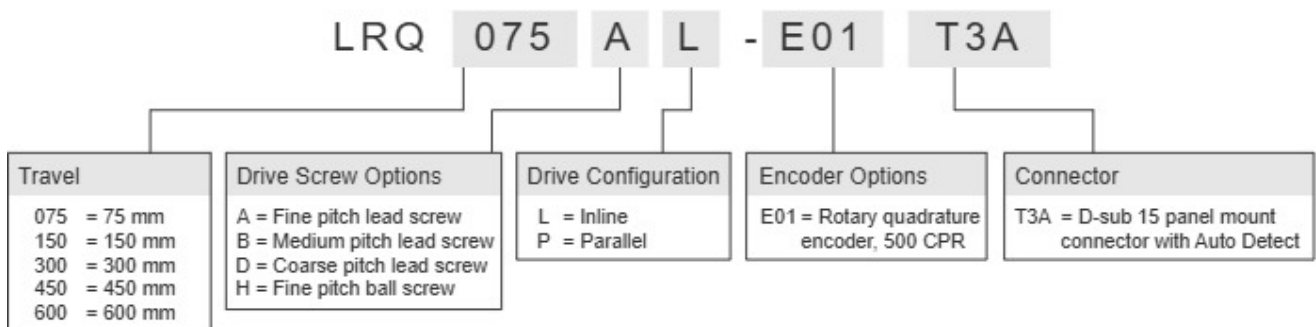 LRQ 075 A L - E01 T3A
Travel
075 = 75 mm
150 = 150 mm
300 = 300 mm
450 = 450 mm
600 = 600 mm
Drive Screw Options
A = Fine pitch lead screw
B = Medium pitch lead screw
D = Coarse pitch lead screw
H = Fine pitch ball screw
Drive Configuration
L = Inline
P = Parallel
Encoder Options
E01 = Rotary quadrature
encoder, 500 CPR
Connector
T3A = D-sub 15 panel mount
connector with Auto Detect